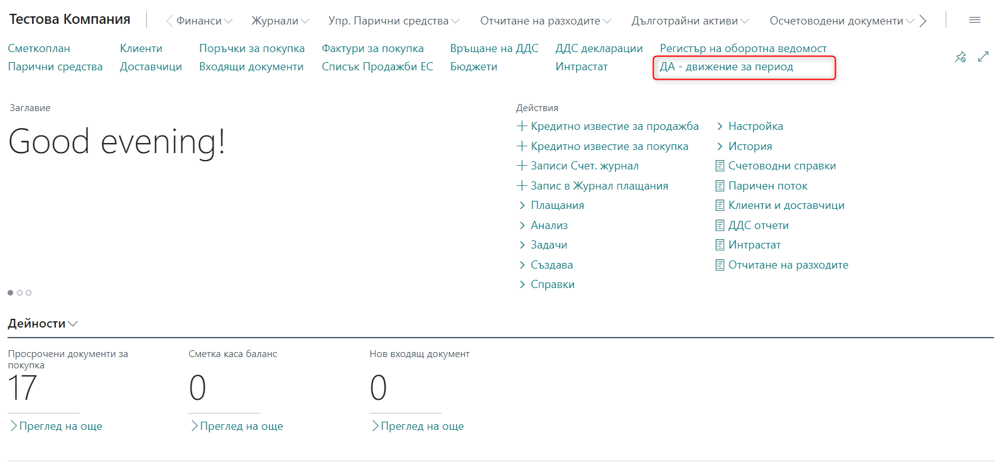 Тестова Компания
Финанси
Журнали
Упр. Парични средства
Отчитане на разходите
Дълготрайни активи
Осчетоводени документи
Сметкоплан
Клиенти
Поръчки за покупка
Фактури за покупка
Връщане на ДДС
ДДС декларации
Регистър на оборотна ведомост
Парични средства
Доставчици
Входящи документи
Списък Продажби ЕС
Бюджети
Интрастат
ДА - движение за период
Заглавие
Good evening!
Действия
Кредитно известие за продажба
Кредитно известие за покупка
Записи Счет. журнал
Запис в Журнал плащания
Плащания
Анализ
Задачи
Създава
Справки
Настройка
История
Счетоводни справки
Паричен поток
Клиенти и доставчици
ДДС отчети
Интрастат
Отчитане на разходите
Дейности
Просрочени документи за
покупка
17
Преглед на още
Сметка каса баланс
0
Преглед на още
Нов входящ документ
0
Преглед на още